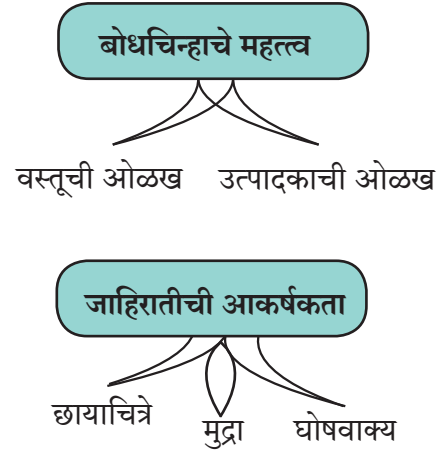 बोधचिन्हाचे महत्त्व
वस्तूची ओळख उत्पादकाची ओळख
जाहिरातीची आकर्षकता
छायाचित्रे मुद्रा घोषवाक्य